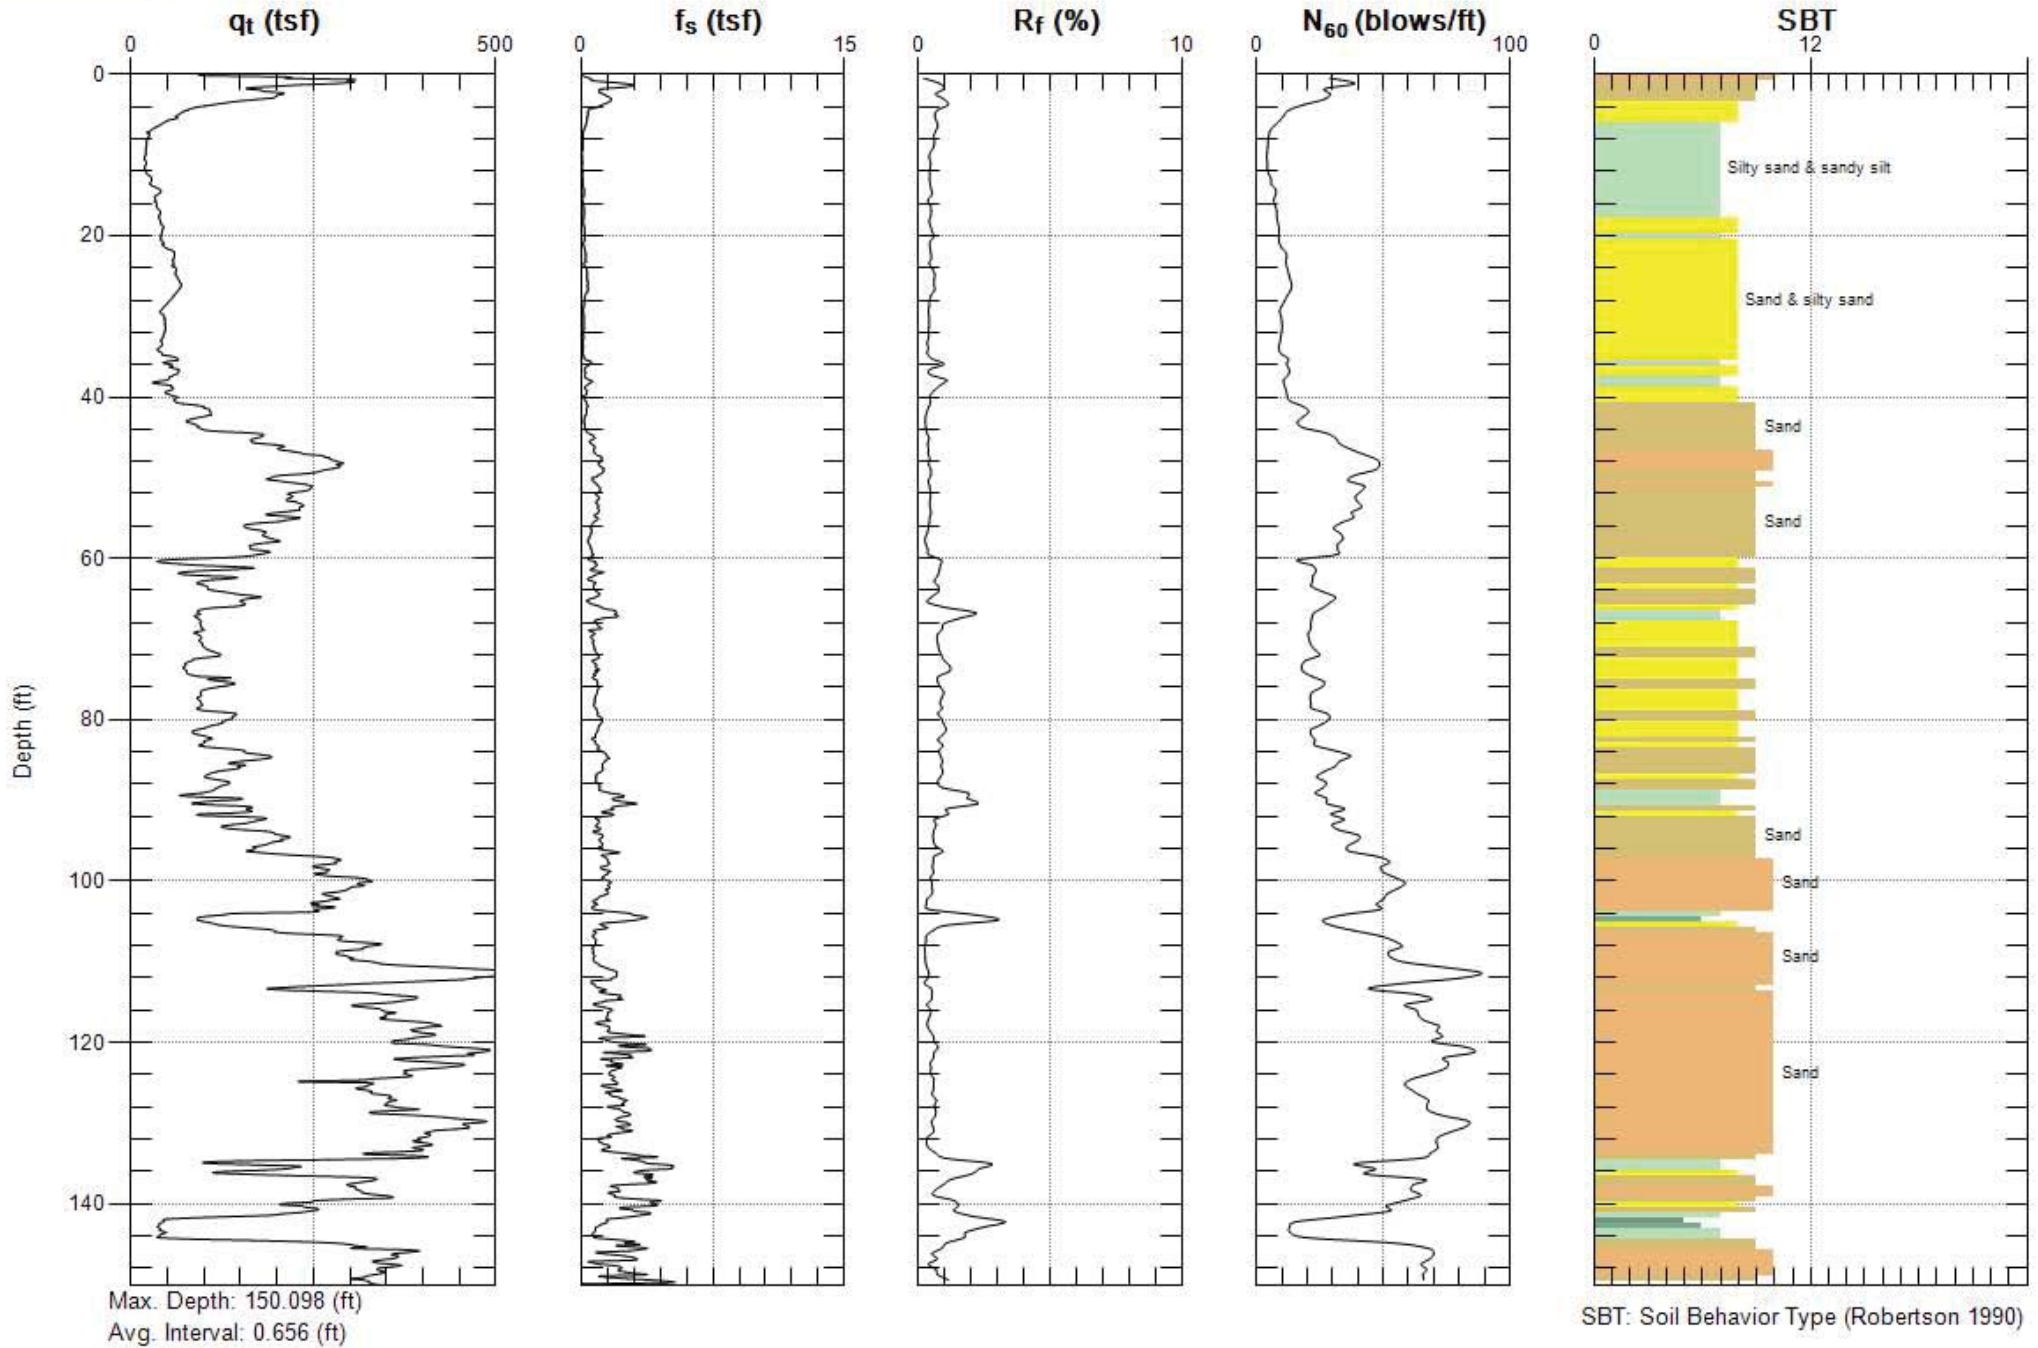 qt (tsf) fs (tsf) Rf (%) N60 (blows/ft) SBT
0 500 0 15 0 10 0 100 0 12
0
Silty sand & sandy silt
20
Sand & silty sand
40
Sand
Sand
60
Depth (ft)
80
Sand
100
Sand
Sand
120
Sand
140
Max. Depth: 150.098 (ft)
Avg. Interval: 0.656 (ft)
SBT: Soil Behavior Type (Robertson 1990)